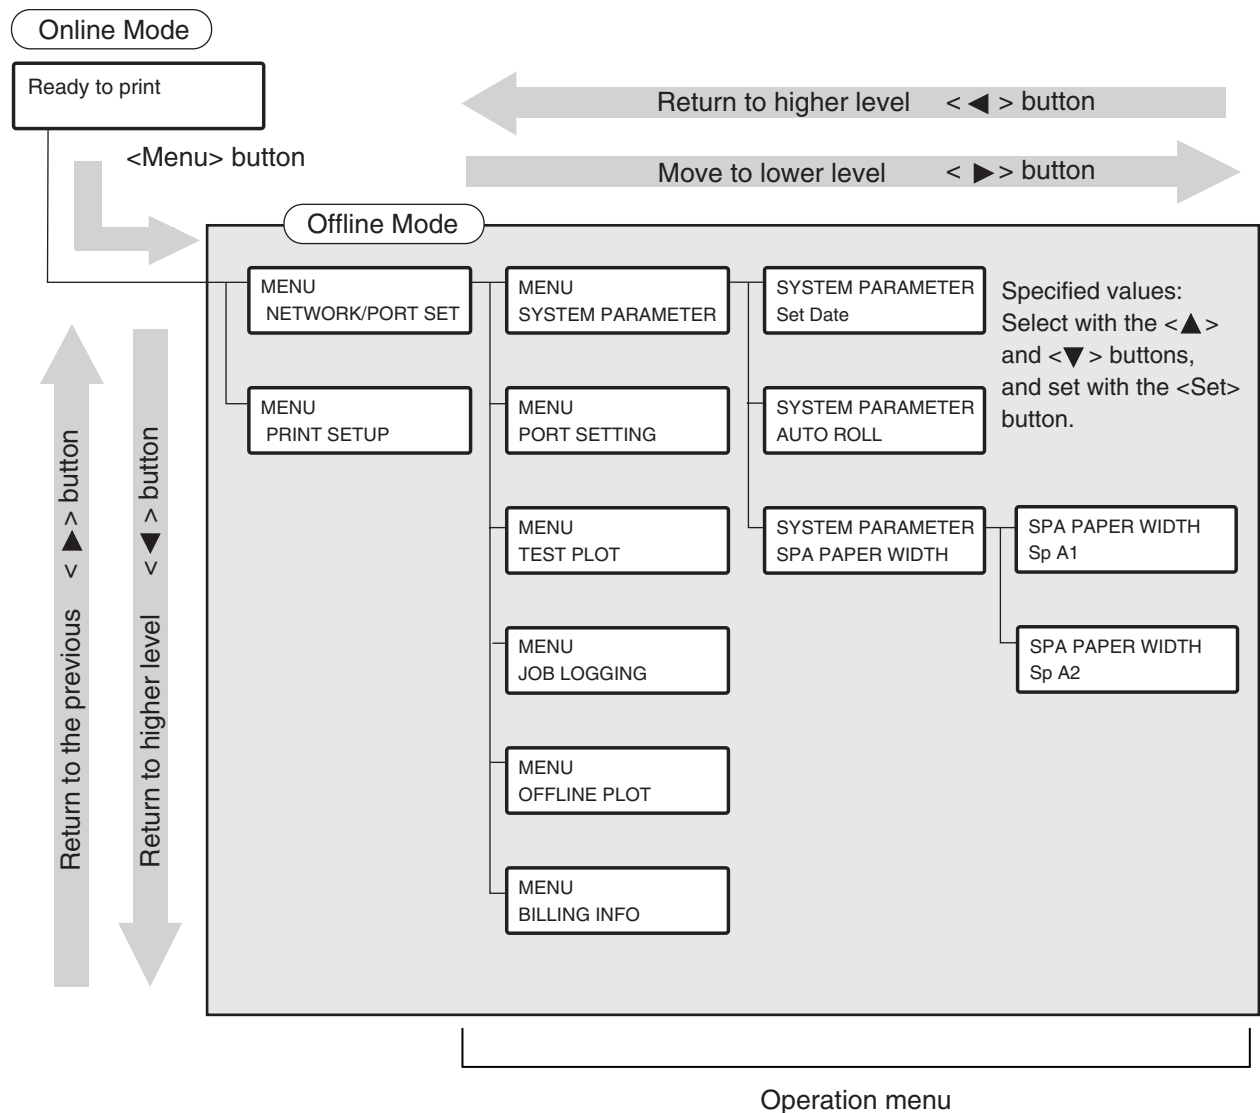 Online Mode
Ready to print
<Menu> button
Return to higher level < ◀ > button
Move to lower level < ▶ > button
Offline Mode
MENU
NETWORK/PORT SET
MENU
PRINT SETUP
MENU
SYSTEM PARAMETER
MENU
PORT SETTING
MENU
TEST PLOT
MENU
JOB LOGGING
MENU
OFFLINE PLOT
MENU
BILLING INFO
SYSTEM PARAMETER
Set Date
SYSTEM PARAMETER
AUTO ROLL
SYSTEM PARAMETER
SPA PAPER WIDTH
Specified values:
Select with the <▲>
and <▼> buttons,
and set with the <Set>
button.
SPA PAPER WIDTH
Sp A1
SPA PAPER WIDTH
Sp A2
Return to the previous < ▲ > button
Return to higher level < ▼ > button
Operation menu